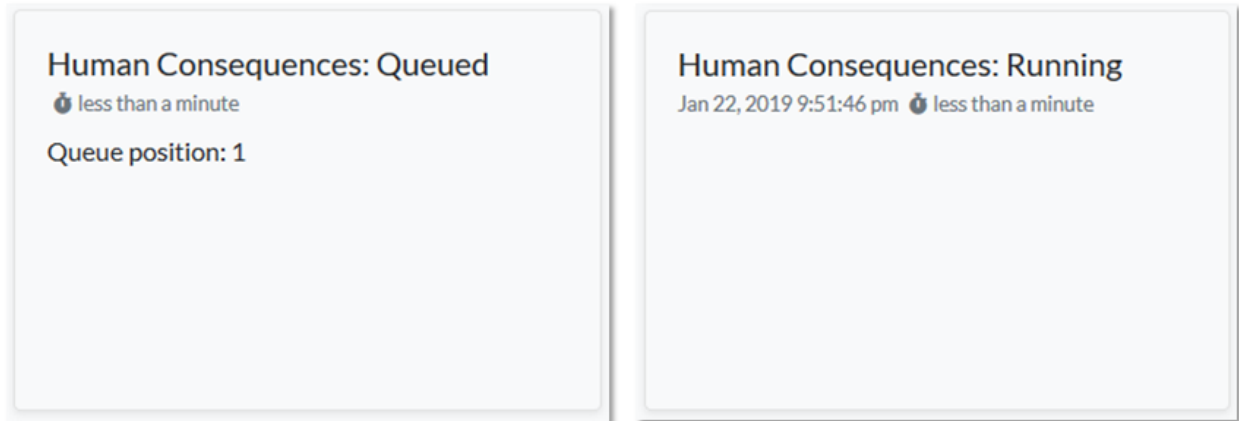 Human Consequences: Queued
less than a minute
Queue position: 1
Human Consequences: Running
Jan 22, 2019 9:51:46 pm less than a minute